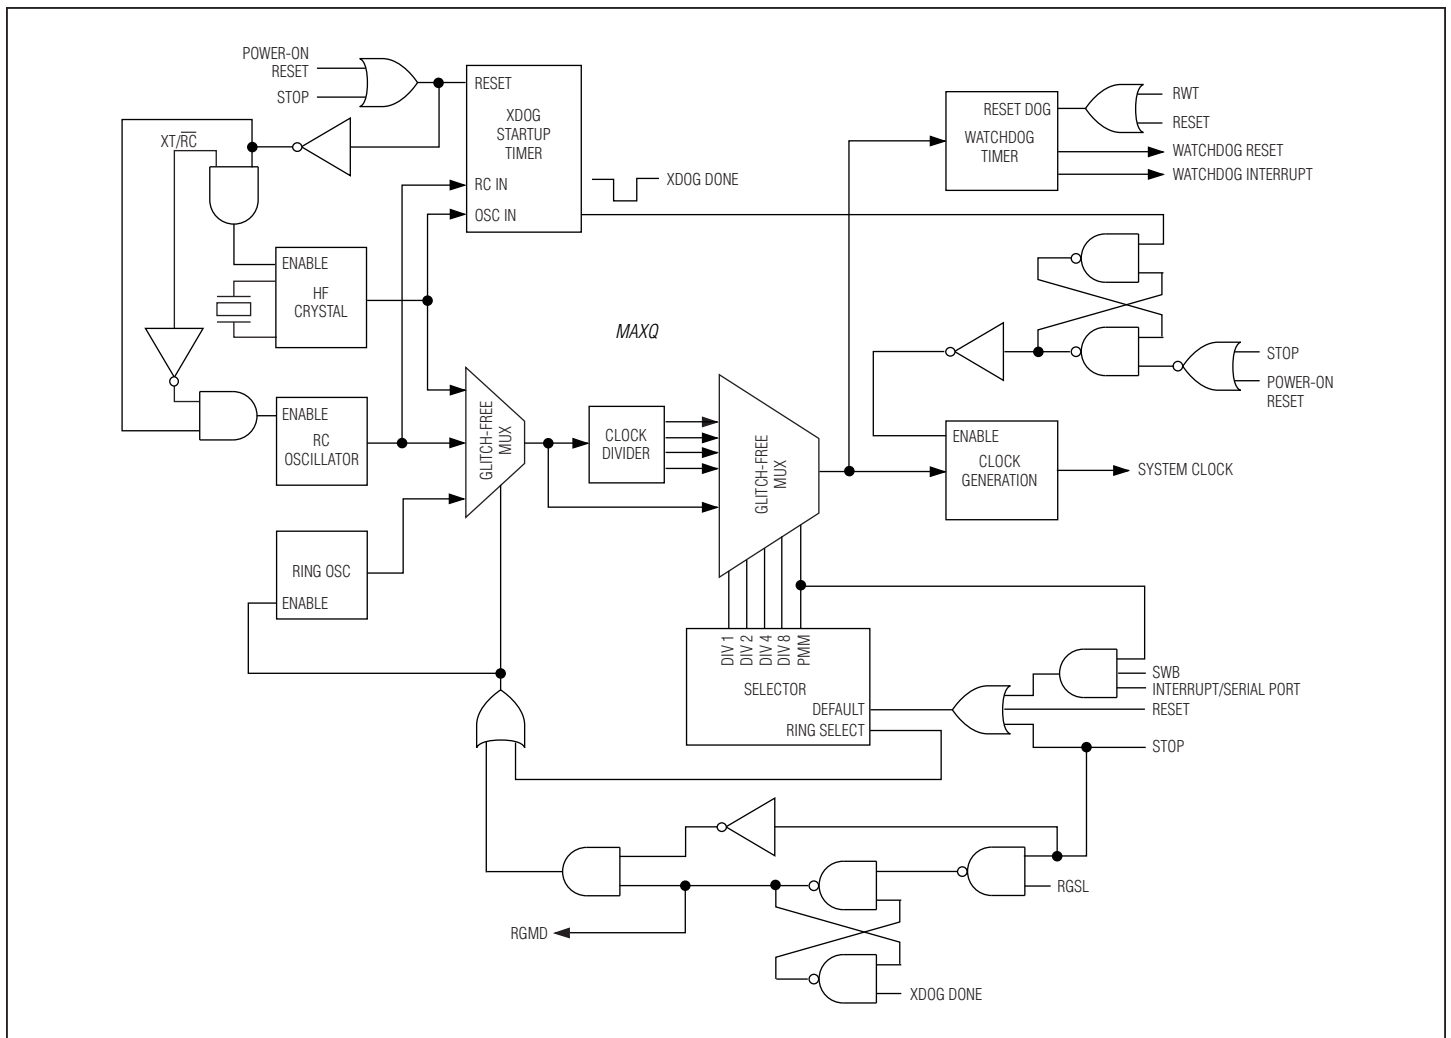 POWER-ON
RESET
STOP
XT/RC
RESET
XDOG
STARTUP
TIMER
RC IN
OSC IN
XDOG DONE
RESET DOG
WATCHDOG
TIMER
RWT
RESET
WATCHDOG RESET
WATCHDOG INTERRUPT
ENABLE
HF
CRYSTAL
MAXQ
STOP
POWER-ON
RESET
ENABLE
RC
OSCILLATOR
GLITCH-FREE
MUX
CLOCK
DIVIDER
GLITCH-FREE
MUX
ENABLE
CLOCK
GENERATION
SYSTEM CLOCK
RING OSC
ENABLE
DIV 1
DIV 2
DIV 4
DIV 8
PMM
SELECTOR
DEFAULT
RING SELECT
SWB
INTERRUPT/SERIAL PORT
RESET
STOP
RGSL
RGMD
XDOG DONE